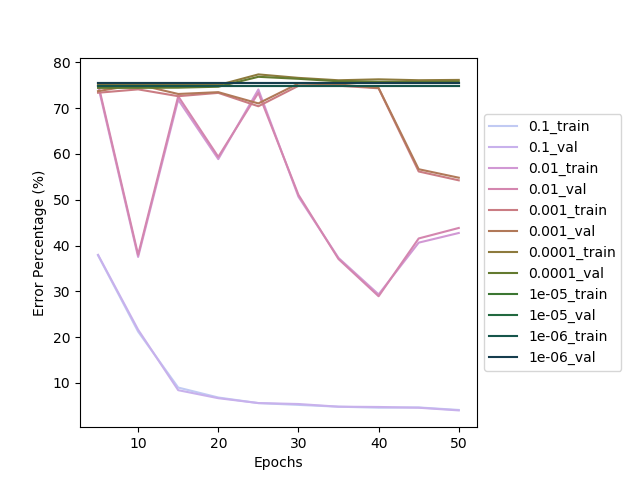 Error Percentage (%)
80
70
60
50
40
30
20
10
10
20
30
40
50
Epochs
0.1_train
0.1_val
0.01_train
0.01_val
0.001_train
0.001_val
0.0001_train
0.0001_val
1e-05_train
1e-05_val
1e-06_train
1e-06_val